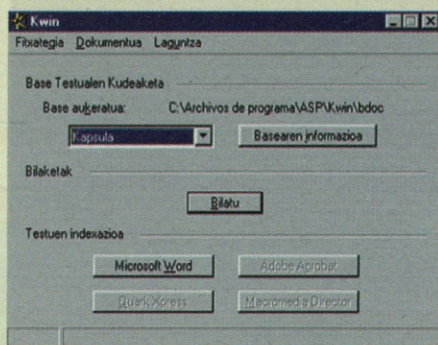 Kwin
Fitxategia Dokumentua Laguntza
Base Testualen Kudeaketa
Base aukeratua: C:\Archivos de programa\ASP\Kwin\bdoc
Kapsula Basearen informazioa
Bilaketak
Bilatu
Testuen indexazioa
Microsoft Word Adobe Acrobat
Quark Xpress Macromedia Director